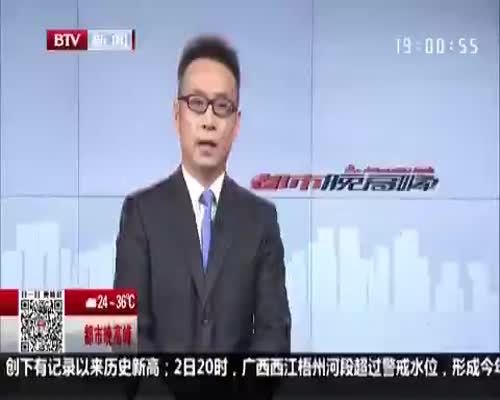 BTV 新闻
19:00:55
都市晚高峰
24~36℃
都市晚高峰
创下有记录以来历史新高；2日20时，广西西江梧州河段超过警戒水位，形成今年